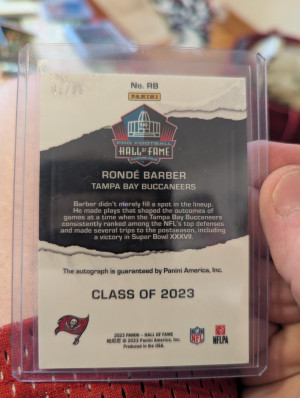 No. RB
PANINI
PRO FOOTBALL
HALL OF FAME
RONDÉ BARBER
TAMPA BAY BUCCANEERS
Barber didn't merely fill a spot in the lineup.
He made plays that shaped the outcomes of
games at a time when the Tampa Bay Buccaneers
consistently ranked among the NFL's top defenses
and made several trips to the postseason, including
a victory in Super Bowl XXXVII.
The autograph is guaranteed by Panini America, Inc.
CLASS OF 2023
2023 PANINI – HALL OF FAME
© 2023 Panini America, Inc.
Produced in the USA.
NFL
NFLPA